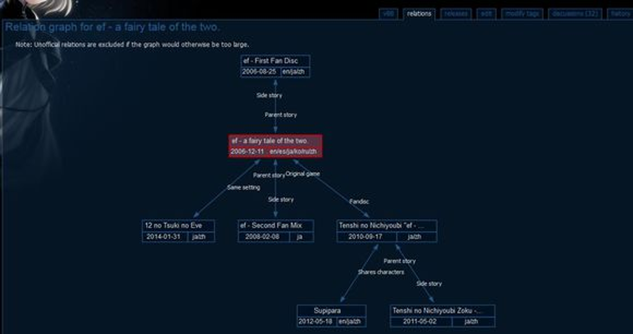 v88 relations releases edit modify tags discussions (32) history
Relation graph for ef - a fairy tale of the two.
Note: Unofficial relations are excluded if the graph would otherwise be too large.
ef - First Fan Disc
2006-08-25 en/ja/zh
Side story
Parent story
ef - a fairy tale of the two.
2006-12-11 en/es/ja/ko/ru/zh
Parent story Original game
Same setting Side story Fandisc
12 no Tsuki no Eve ef - Second Fan Mix Tenshi no Nichiyoubi "ef - ...
2014-01-31 ja/zh 2008-02-08 ja 2010-09-17 ja/zh
Parent story
Shares characters
Side story
Supipara Tenshi no Nichiyoubi Zoku -...
2012-05-18 en/ja/zh 2011-05-02 ja/zh